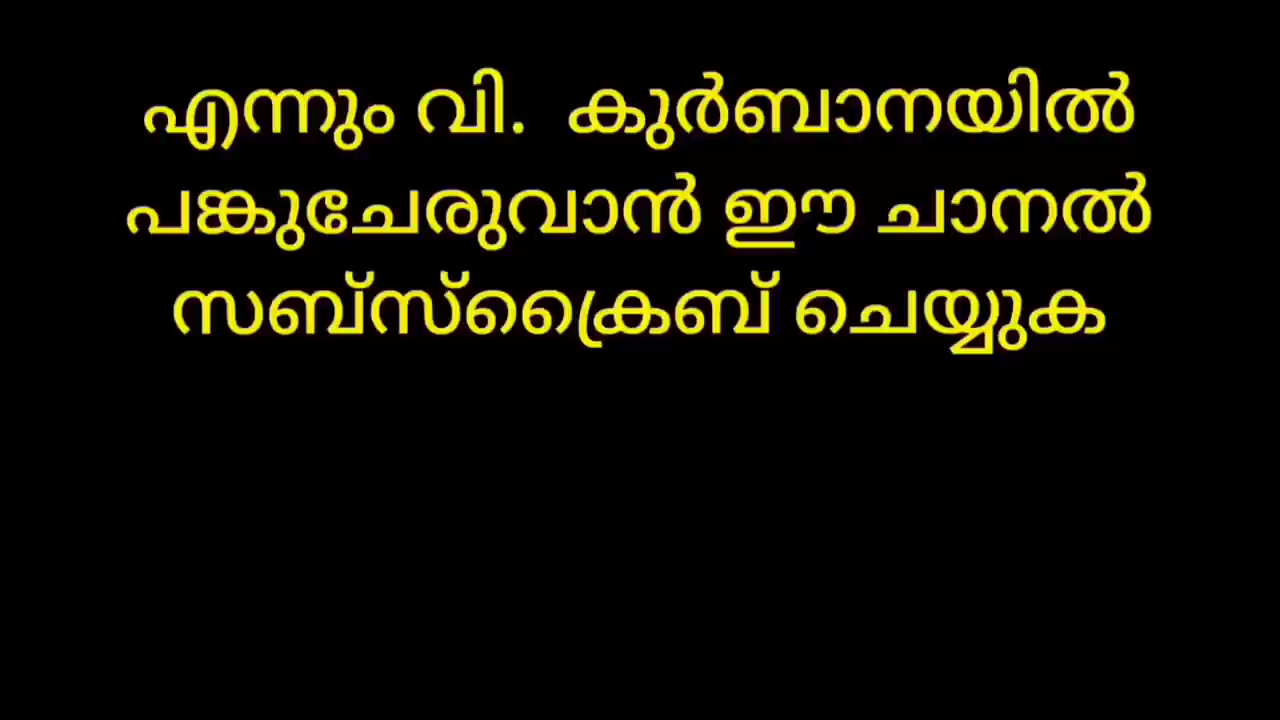 എന്നും വി.  കുർബാനയിൽ
പങ്കുചേരുവാൻ ഈ ചാനൽ
സബ്സ്ക്രൈബ് ചെയ്യുക